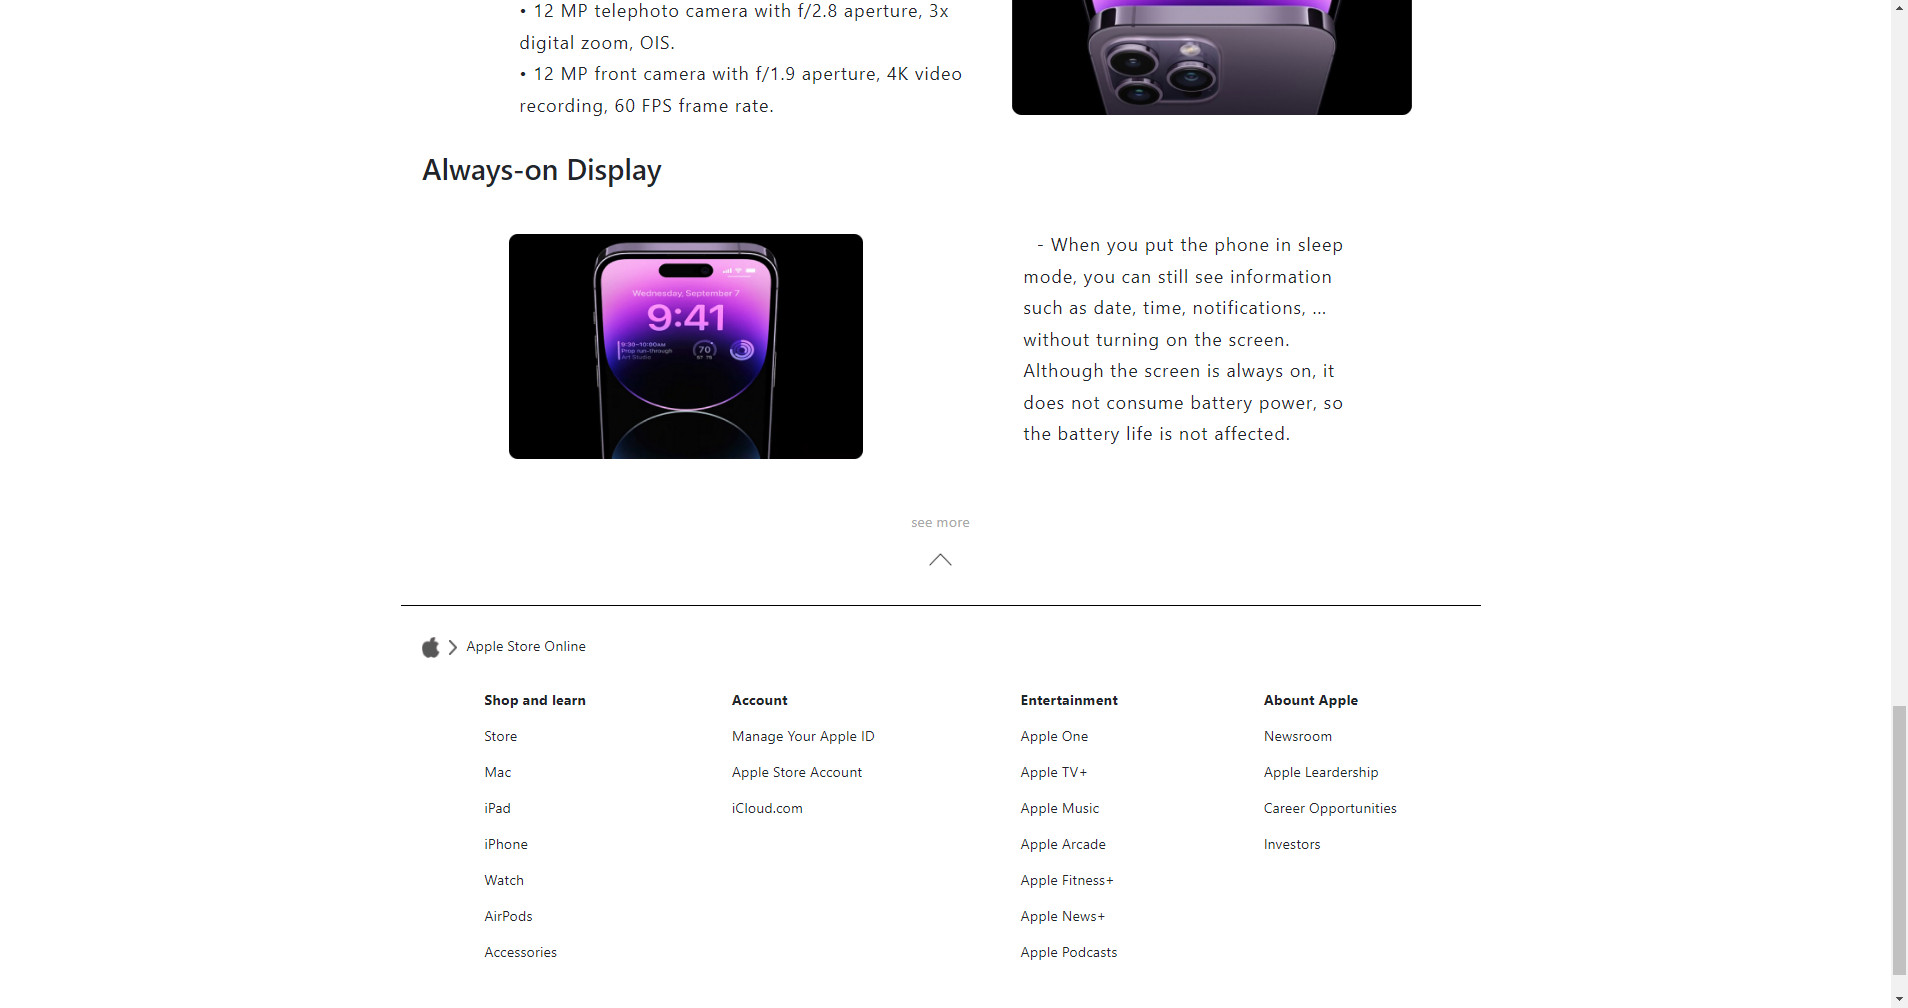 • 12 MP telephoto camera with f/2.8 aperture, 3x
digital zoom, OIS.
• 12 MP front camera with f/1.9 aperture, 4K video
recording, 60 FPS frame rate.
Always-on Display
Wednesday, September 7
9:41
9:30–10:00AM
Prop run-through
Art Studio
70
- When you put the phone in sleep
mode, you can still see information
such as date, time, notifications, ...
without turning on the screen.
Although the screen is always on, it
does not consume battery power, so
the battery life is not affected.
see more
Apple Store Online
Shop and learn
Store
Mac
iPad
iPhone
Watch
AirPods
Accessories
Account
Manage Your Apple ID
Apple Store Account
iCloud.com
Entertainment
Apple One
Apple TV+
Apple Music
Apple Arcade
Apple Fitness+
Apple News+
Apple Podcasts
Abount Apple
Newsroom
Apple Leardership
Career Opportunities
Investors